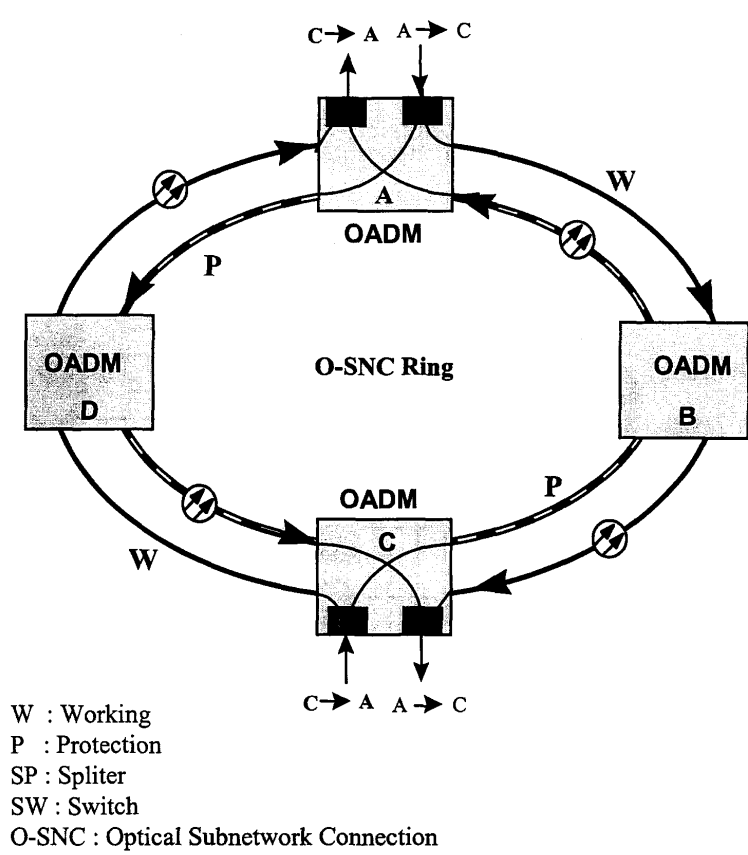 C→ A A → C
W
A
OADM
P
OADM
D
O-SNC Ring
OADM
B
OADM
P
C
W
C→ A A → C
W : Working
P : Protection
SP : Spliter
SW : Switch
O-SNC : Optical Subnetwork Connection